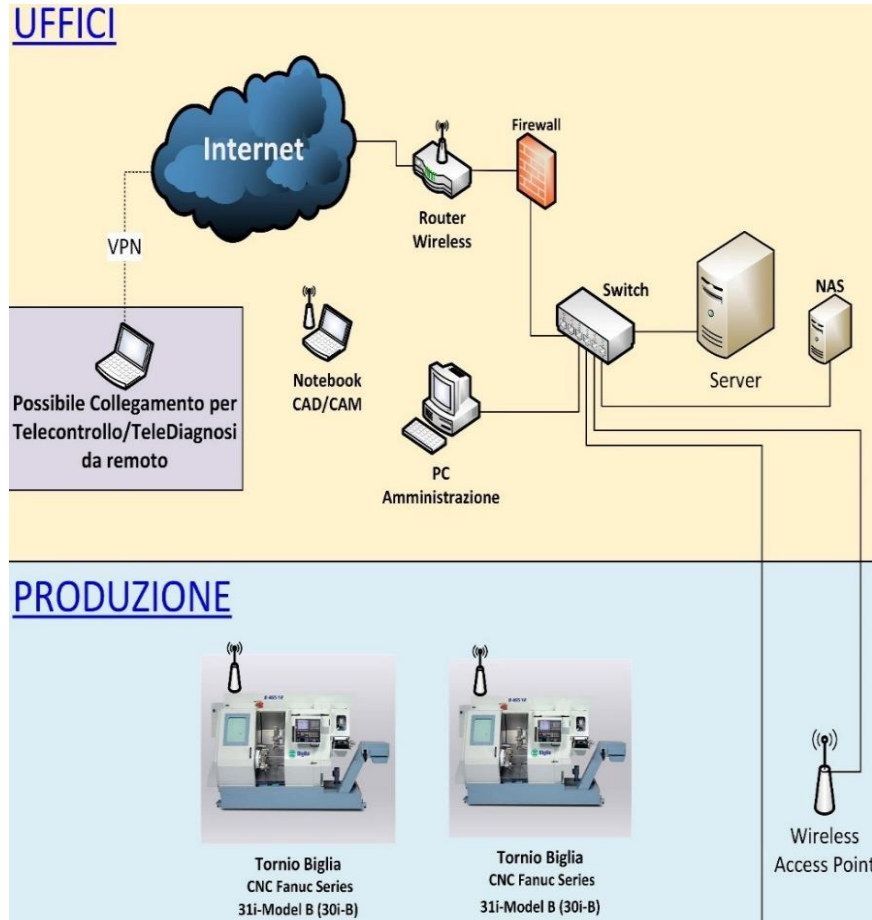 UFFICI
Internet
Firewall
Router
Wireless
VPN
Switch
NAS
Server
Notebook
CAD/CAM
PC
Amministrazione
Possibile Collegamento per
Telecontrollo/TeleDiagnosi
da remoto
PRODUZIONE
Biglia
Biglia
Tornio Biglia
CNC Fanuc Series
31i-Model B (30i-B)
Tornio Biglia
CNC Fanuc Series
31i-Model B (30i-B)
Wireless
Access Point